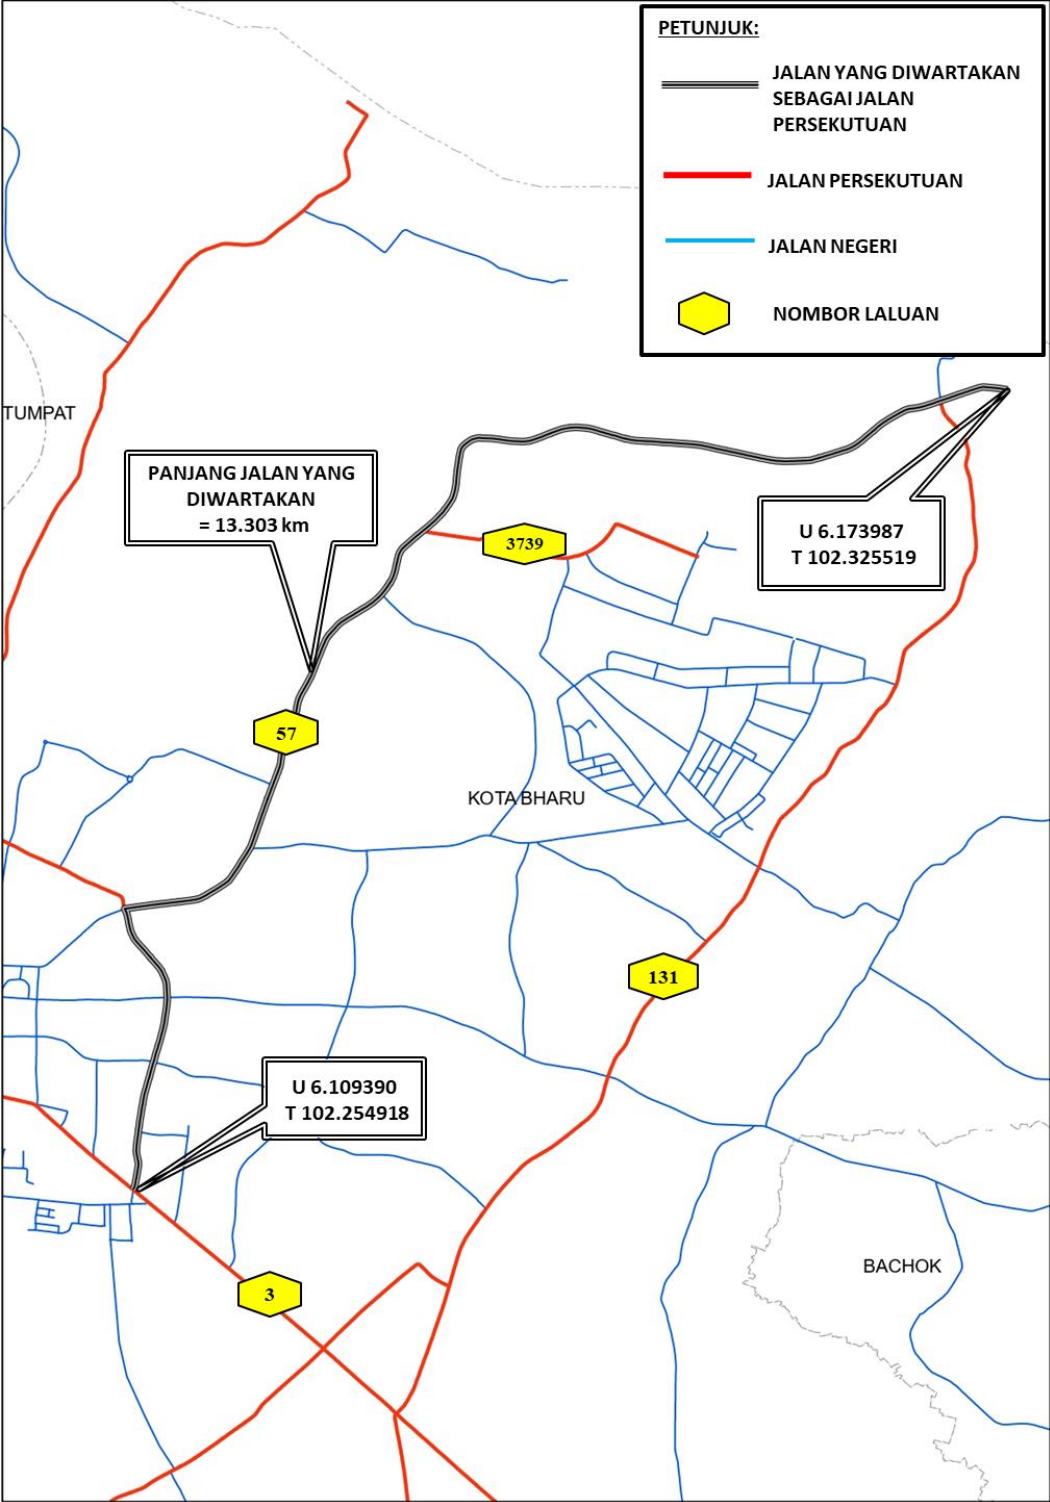 PETUNJUK:
JALAN YANG DIWARTAKAN
SEBAGAI JALAN
PERSEKUTUAN
JALAN PERSEKUTUAN
JALAN NEGERI
NOMBOR LALUAN
TUMPAT
PANJANG JALAN YANG
DIWARTAKAN
= 13.303 km
U 6.173987
T 102.325519
3739
57
KOTA BHARU
131
U 6.109390
T 102.254918
BACHOK
3